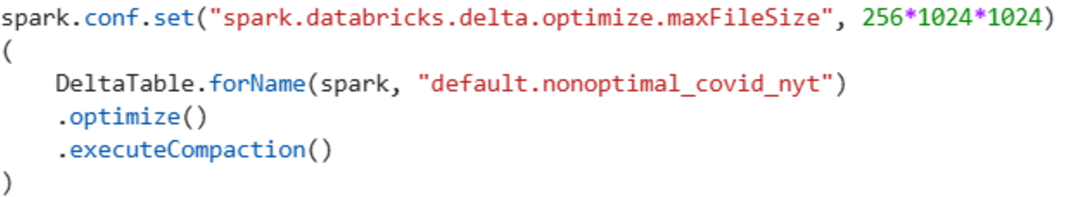 spark.conf.set("spark.databricks.delta.optimize.maxFileSize", 256*1024*1024)
(
    DeltaTable.forName(spark, "default.nonoptimal_covid_nyt")
    .optimize()
    .executeCompaction()
)